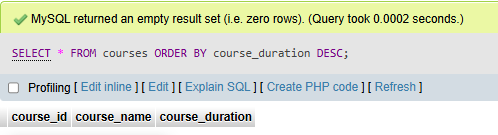 MySQL returned an empty result set (i.e. zero rows). (Query took 0.0002 seconds.)
SELECT * FROM courses ORDER BY course_duration DESC;
Profiling [ Edit inline ] [ Edit ] [ Explain SQL ] [ Create PHP code ] [ Refresh ]
course_id course_name course_duration